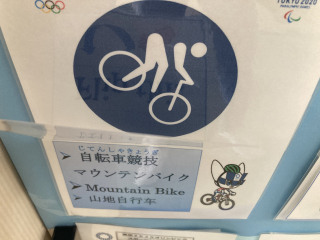 TOKYO 2020
じてんしゃきょうぎ
自転車競技
マウンテンバイク
Mountain Bike
山地自行车